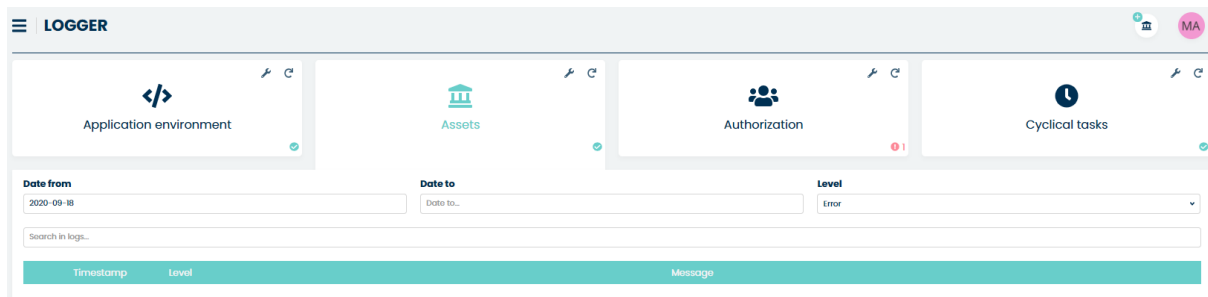 LOGGER
MA
Application environment
Assets
Authorization
1
Cyclical tasks
Date from
Date to
Level
2020-09-18
Date to...
Error
Search in logs...
Timestamp Level Message